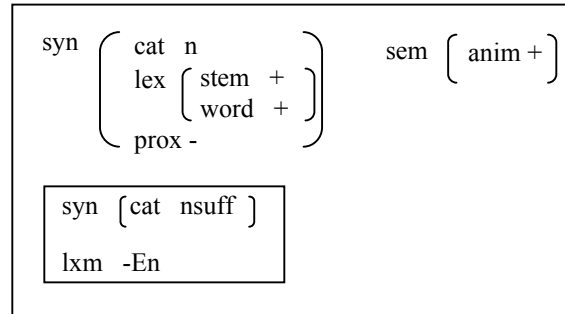 cat n
syn sem anim +
lex stem +
word +
prox -
syn cat nsuff
lxm -En